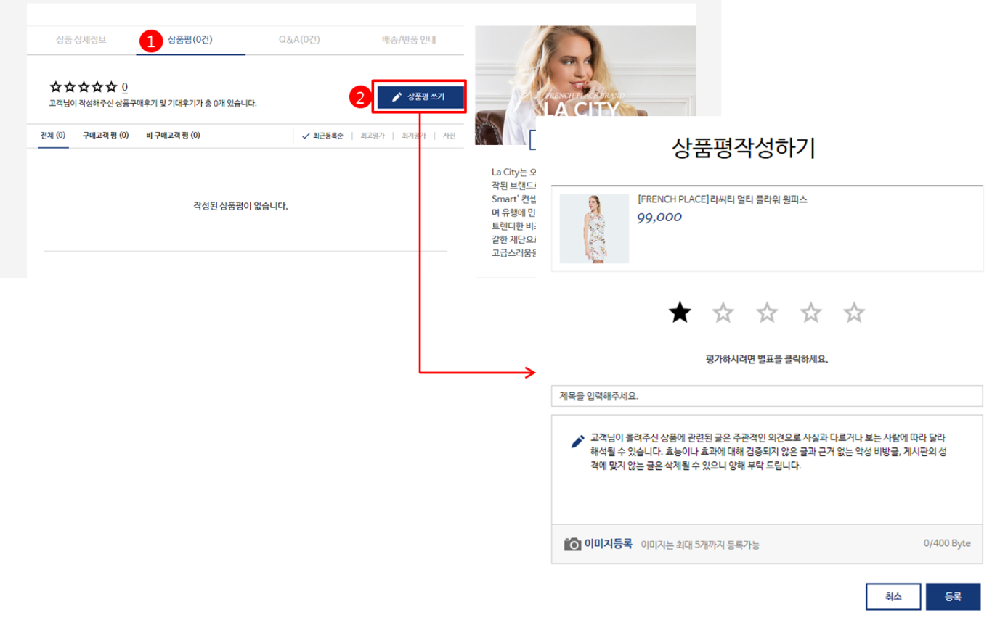 상품 상세정보
1
상품평(0건)
Q&A(0건)
배송/반품 안내
0
고객님이 작성해주신 상품구매후기 및 기대후기가 총 0개 있습니다.
2
상품평 쓰기
전체 (0)
구매고객 평 (0)
비 구매고객 평 (0)
최근등록순 | 최고평가 | 최저평가 | 사진
작성된 상품평이 없습니다.
FRENCH PLACE BRAND
LA CITY
La City는 오
작된 브랜드
Smart' 컨셉
며 유행에 민
트렌디한 비
갈한 재단으
고급스러움을
상품평작성하기
[FRENCH PLACE] 라씨티 멀티 플라워 원피스
99,000
평가하시려면 별표을 클릭하세요.
제목을 입력해주세요.
고객님이 올려주신 상품에 관련된 글은 주관적인 의견으로 사실과 다르거나 보는 사람에 따라 달라
해석될 수 있습니다. 효능이나 효과에 대해 검증되지 않은 글과 근거 없는 악성 비방글, 게시판의 성
격에 맞지 않는 글은 삭제될 수 있으니 양해 부탁 드립니다.
이미지등록 이미지는 최대 5개까지 등록가능
0/400 Byte
취소
등록